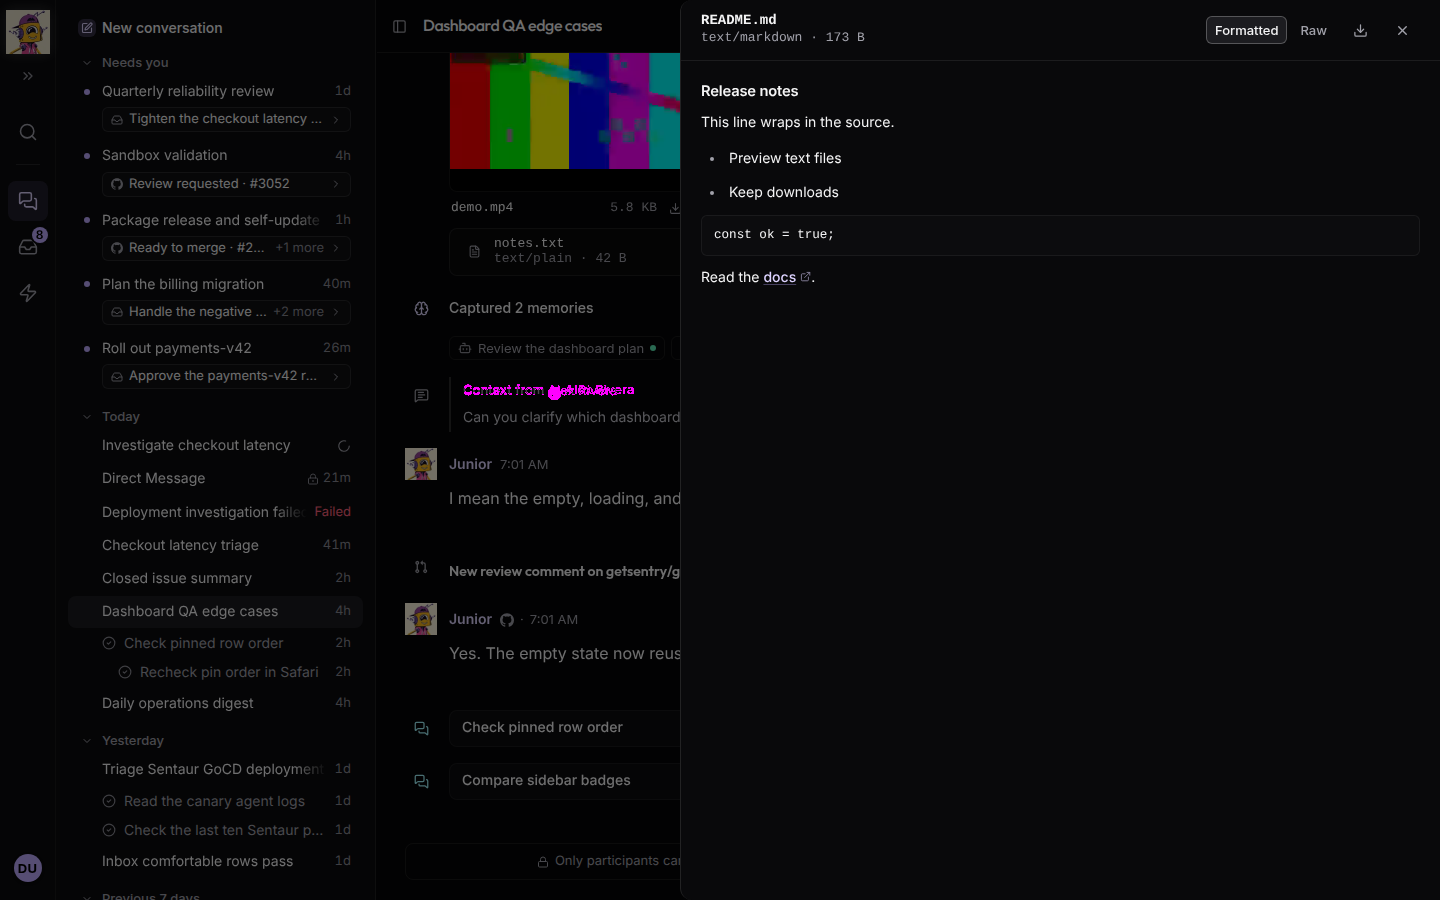 New conversation
Needs you
Quarterly reliability review 1d
Tighten the checkout latency ...
Sandbox validation 4h
Review requested · #3052
Package release and self-update 1h
Ready to merge · #2... +1 more
Plan the billing migration 40m
Handle the negative ... +2 more
Roll out payments-v42 26m
Approve the payments-v42 r...
Today
Investigate checkout latency
Direct Message 21m
Deployment investigation failed Failed
Checkout latency triage 41m
Closed issue summary 2h
Dashboard QA edge cases 4h
Check pinned row order 2h
Recheck pin order in Safari 2h
Daily operations digest 4h
Yesterday
Triage Sentaur GoCD deployment 1d
Read the canary agent logs 1d
Check the last ten Sentaur p... 1d
Inbox comfortable rows pass 1d
Previous 7 days
8
DU
Dashboard QA edge cases
demo.mp4 5.8 KB
notes.txt
text/plain · 42 B
Captured 2 memories
Review the dashboard plan
Context from
Can you clarify which dashboard
Junior 7:01 AM
I mean the empty, loading, and
New review comment on getsentry/g
Junior · 7:01 AM
Yes. The empty state now reus
Check pinned row order
Compare sidebar badges
Only participants can
README.md
text/markdown · 173 B
Formatted Raw
Release notes
This line wraps in the source.
• Preview text files
• Keep downloads
const ok = true;
Read the docs.